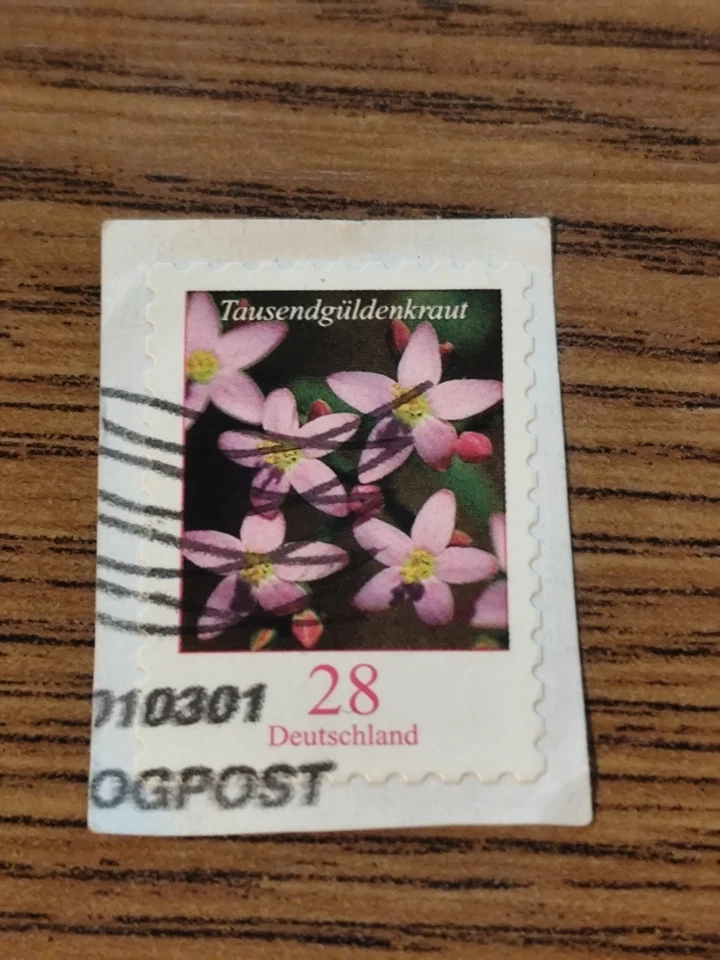 Tausendgüldenkraut
28
Deutschland
010301
OGPOST